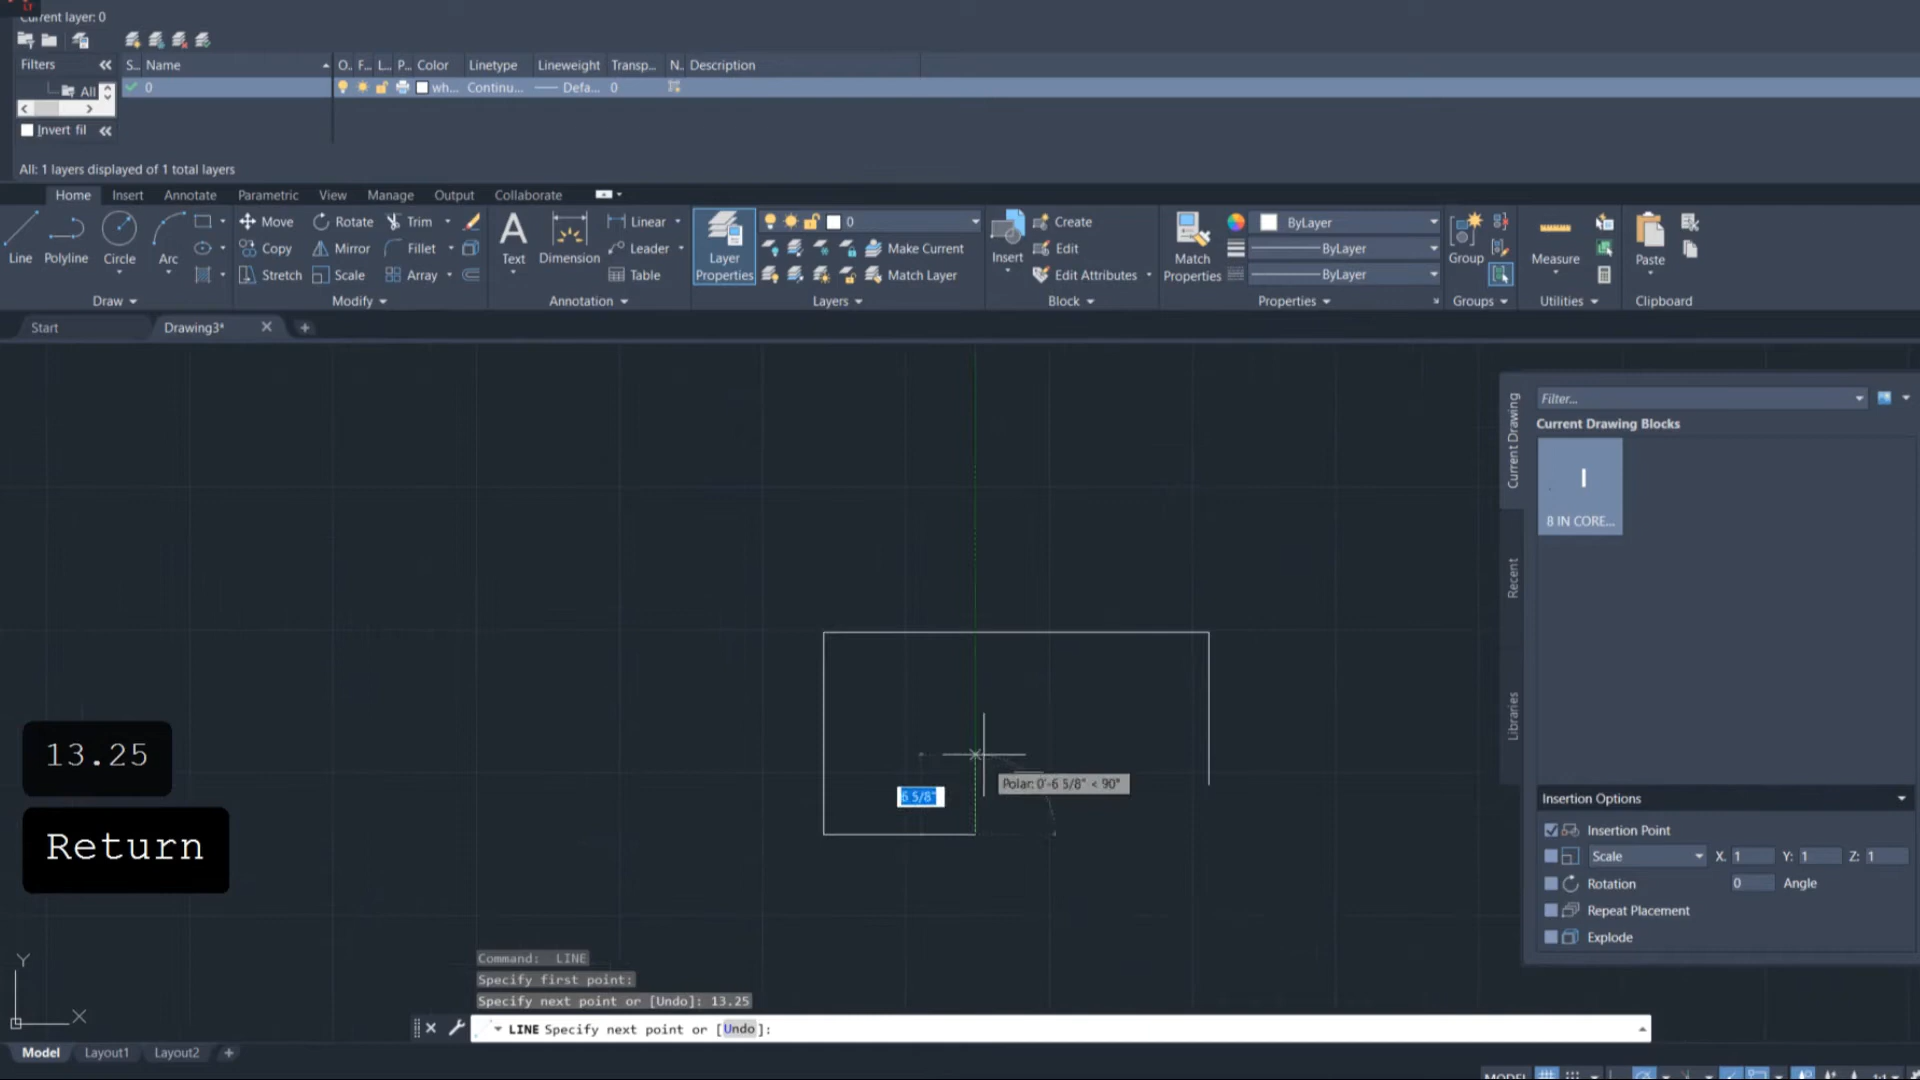 LT
Current layer: 0
Filters
S.. Name O.. F... L... P... Color Linetype Lineweight Transp... N.. Description
All
0 wh... Continu... Defa... 0
Invert fil
All: 1 layers displayed of 1 total layers
Home Insert Annotate Parametric View Manage Output Collaborate
Line Polyline Circle Arc
Move Rotate Trim
Copy Mirror Fillet
Stretch Scale Array
Text Dimension
Linear
Leader
Table
Layer Properties
0
Make Current
Match Layer
Insert
Create
Edit
Edit Attributes
Match Properties
ByLayer
ByLayer
ByLayer
Group
Measure
Paste
Draw Modify Annotation Layers Block Properties Groups Utilities Clipboard
Start Drawing3*
Current Drawing
Recent
Libraries
Filter...
Current Drawing Blocks
8 IN CORE...
Polar: 0'-6 5/8" < 90°
6 5/8"
13.25
Return
Insertion Options
Insertion Point
Scale X: 1 Y: 1 Z: 1
Rotation 0 Angle
Repeat Placement
Explode
Y
X
Command: LINE
Specify first point:
Specify next point or [Undo]: 13.25
LINE Specify next point or [Undo]:
Model Layout1 Layout2
MODEL 1:1